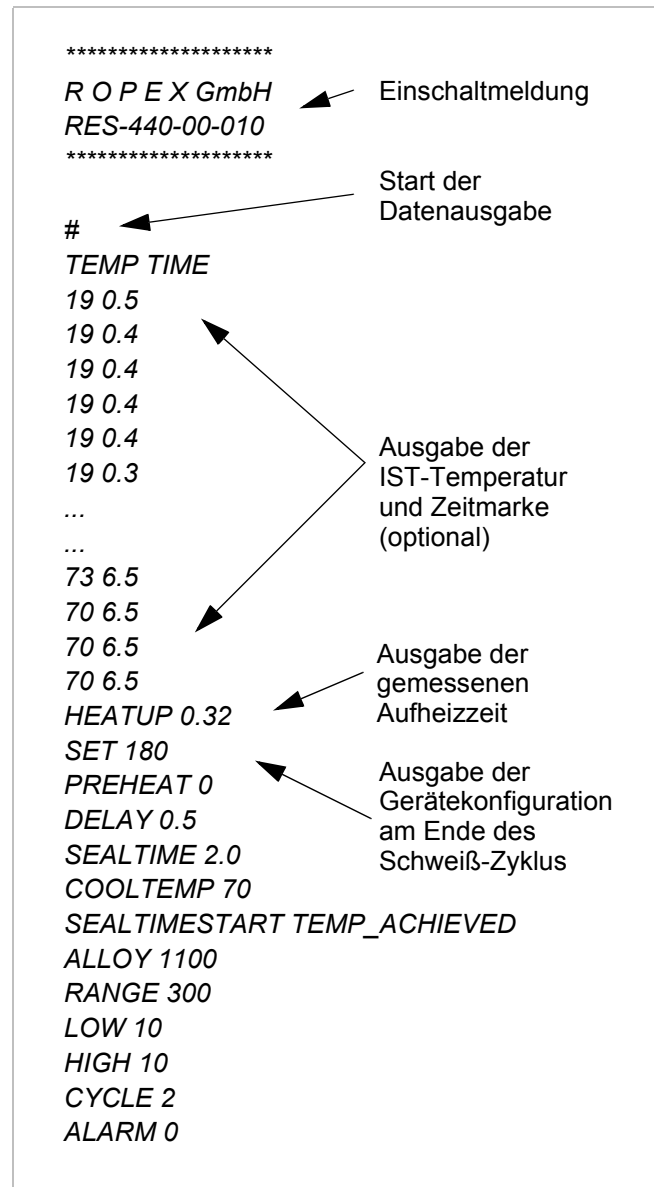 ********************
R O P E X GmbH
RES-440-00-010
********************
Einschaltmeldung
#
Start der
Datenausgabe
TEMP TIME
19 0.5
19 0.4
19 0.4
19 0.4
19 0.4
19 0.3
...
...
73 6.5
70 6.5
70 6.5
70 6.5
Ausgabe der
IST-Temperatur
und Zeitmarke
(optional)
HEATUP 0.32
Ausgabe der
gemessenen
Aufheizzeit
SET 180
PREHEAT 0
DELAY 0.5
SEALTIME 2.0
COOLTEMP 70
SEALTIMESTART TEMP_ACHIEVED
ALLOY 1100
RANGE 300
LOW 10
HIGH 10
CYCLE 2
ALARM 0
Ausgabe der
Gerätekonfiguration
am Ende des
Schweiß-Zyklus